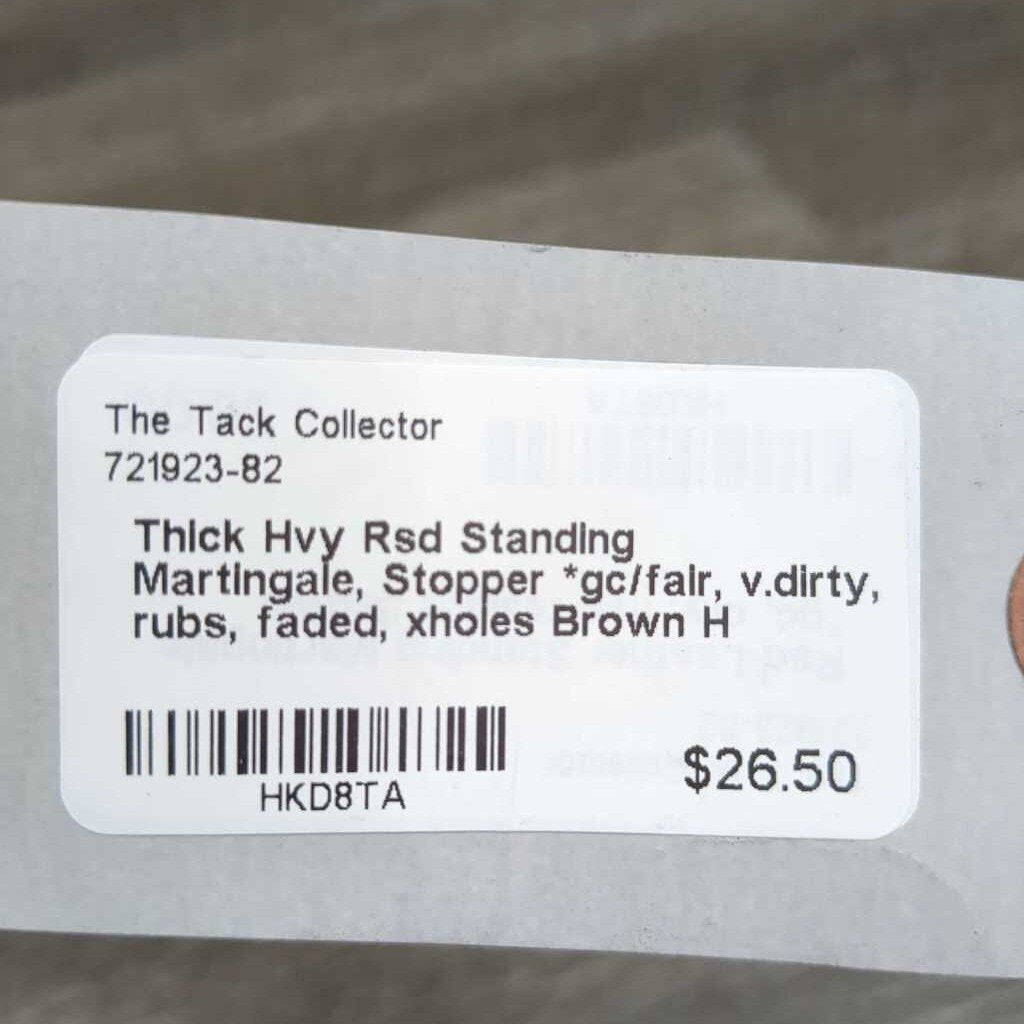 The Tack Collector
721923-82
Thick Hvy Rsd Standing
Martingale, Stopper *gc/fair, v.dirty,
rubs, faded, xholes Brown H
HKD8TA
$26.50